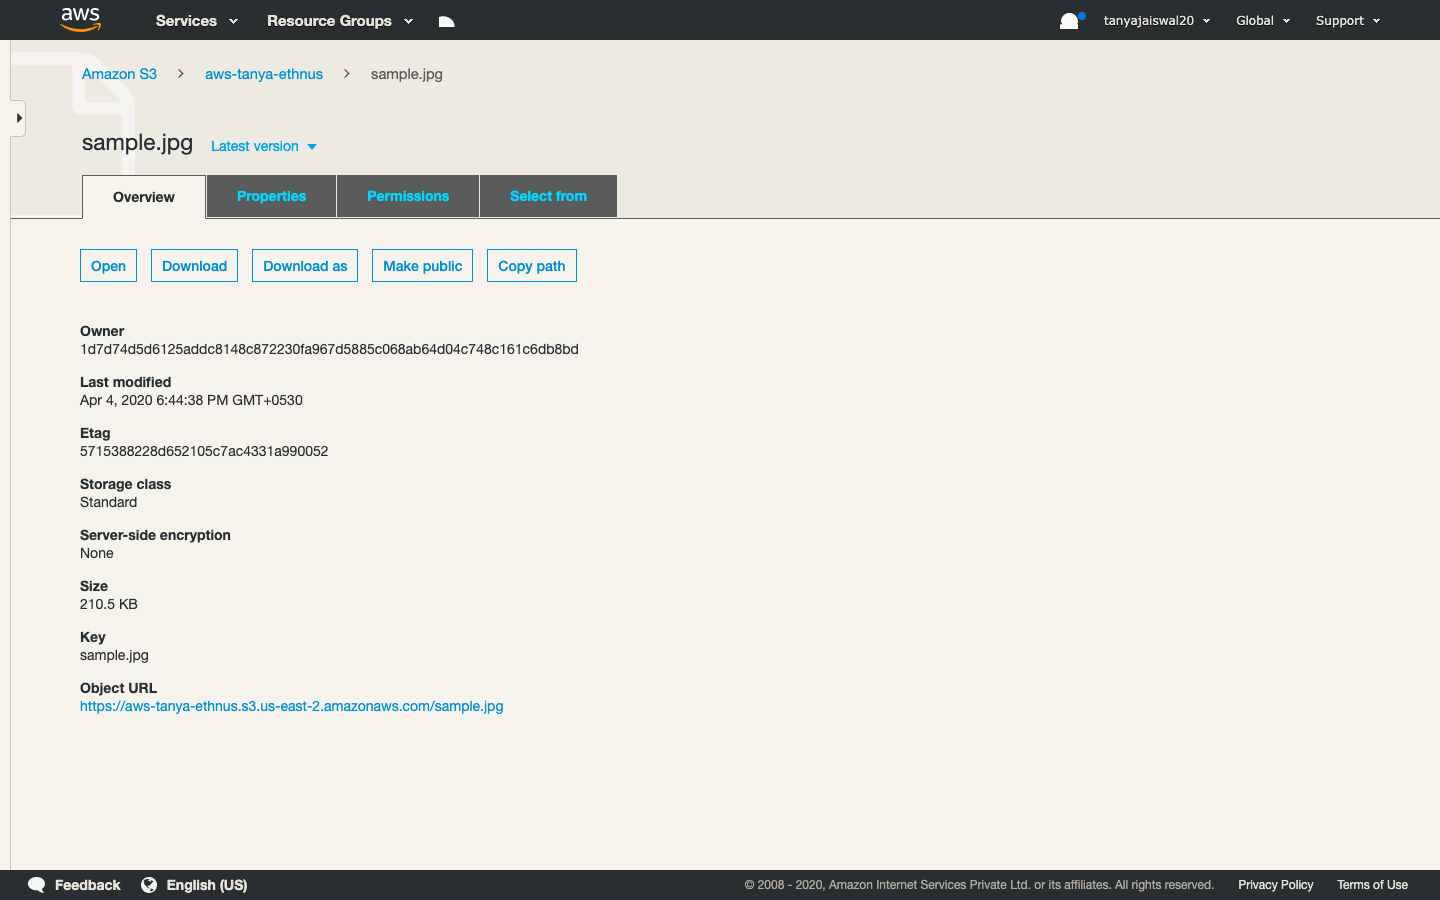 aws Services Resource Groups tanyajaiswal20 Global Support
Amazon S3 > aws-tanya-ethnus > sample.jpg
sample.jpg Latest version
Overview Properties Permissions Select from
Open Download Download as Make public Copy path
Owner
1d7d74d5d6125addc8148c872230fa967d5885c068ab64d04c748c161c6db8bd
Last modified
Apr 4, 2020 6:44:38 PM GMT+0530
Etag
5715388228d652105c7ac4331a990052
Storage class
Standard
Server-side encryption
None
Size
210.5 KB
Key
sample.jpg
Object URL
https://aws-tanya-ethnus.s3.us-east-2.amazonaws.com/sample.jpg
Feedback English (US) © 2008 - 2020, Amazon Internet Services Private Ltd. or its affiliates. All rights reserved. Privacy Policy Terms of Use